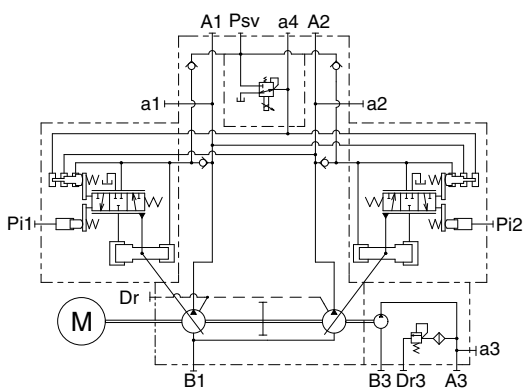 A1 Psv a4 A2
a1 a2
Pi1 Pi2
Dr
M
a3
B1 B3 Dr3 A3